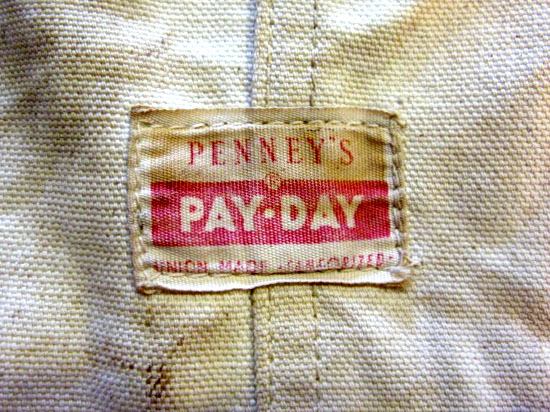 PENNEY'S
®
PAY·DAY
UNION MADE SANFORIZED